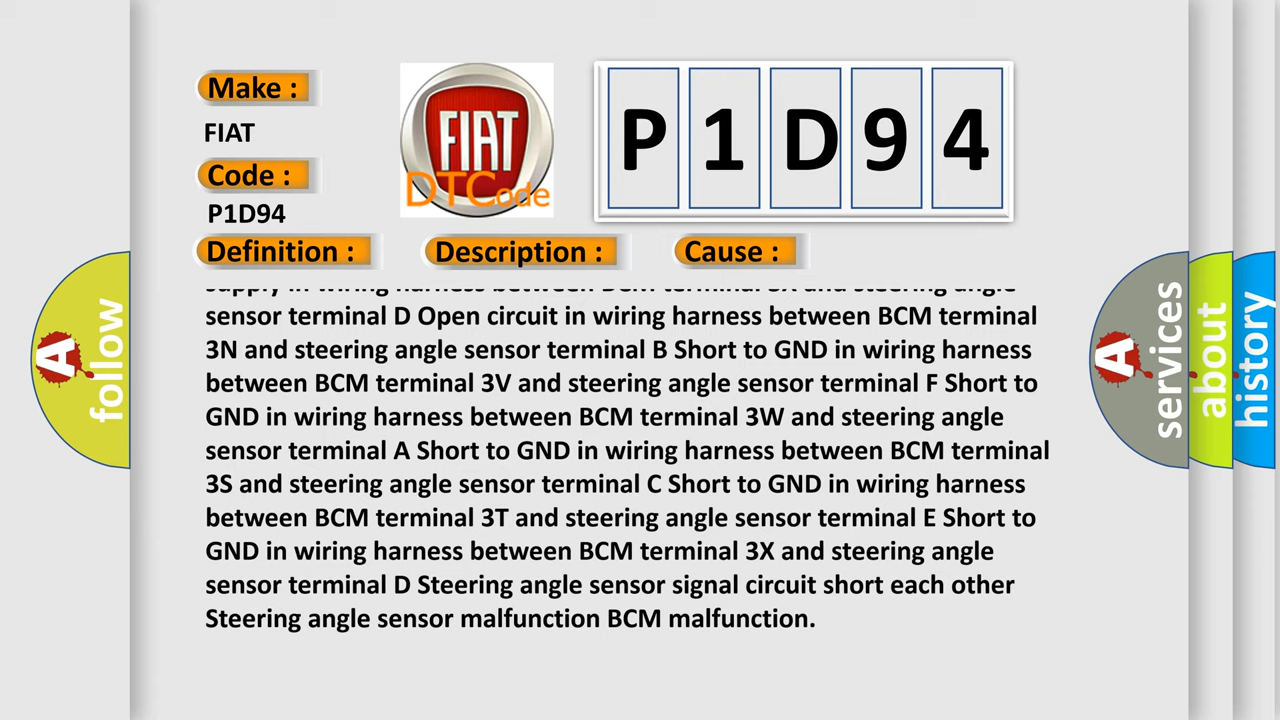 Make :
FIAT
Code :
P1D94
FIAT
DTCode
P 1 D 9 4
Definition :
Description :
Cause :
sensor terminal D Open circuit in wiring harness between BCM terminal
3N and steering angle sensor terminal B Short to GND in wiring harness
between BCM terminal 3V and steering angle sensor terminal F Short to
GND in wiring harness between BCM terminal 3W and steering angle
sensor terminal A Short to GND in wiring harness between BCM terminal
3S and steering angle sensor terminal C Short to GND in wiring harness
between BCM terminal 3T and steering angle sensor terminal E Short to
GND in wiring harness between BCM terminal 3X and steering angle
sensor terminal D Steering angle sensor signal circuit short each other
Steering angle sensor malfunction BCM malfunction.
A follow
A services
about
history